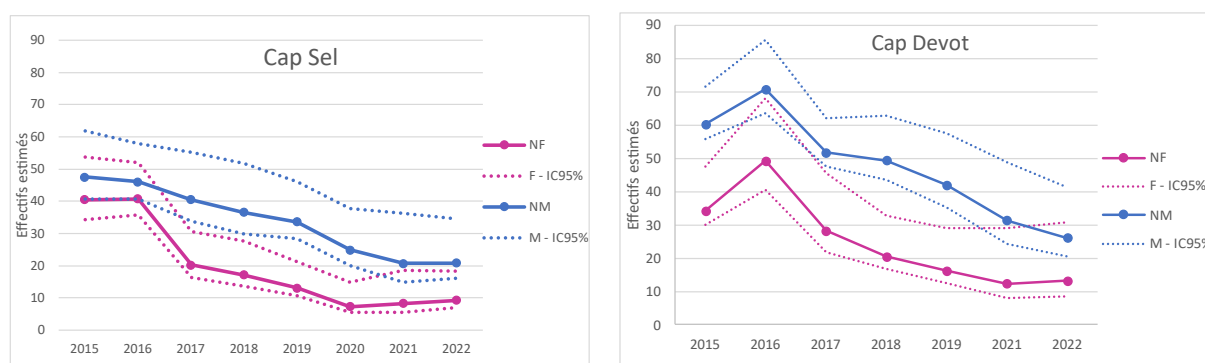 Cap Sel
90
80
70
60
50
40
30
20
10
0
Effectifs estimés
2015 2016 2017 2018 2019 2020 2021 2022
NF
F - IC95%
NM
M - IC95%
Cap Devot
90
80
70
60
50
40
30
20
10
0
Effectifs estimés
2015 2016 2017 2018 2019 2021 2022
NF
F - IC95%
NM
M - IC95%